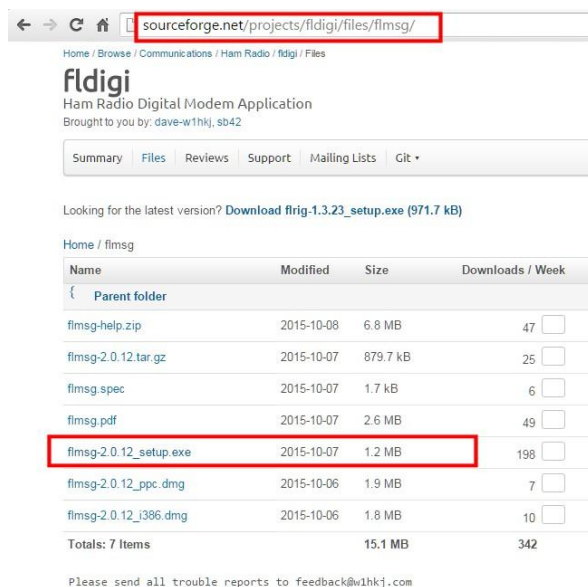 sourceforge.net/projects/fldigi/files/flmsg/
Home / Browse / Communications / Ham Radio / fldigi / Files
fldigi
Ham Radio Digital Modem Application
Brought to you by: dave-w1hkj, sb42
Summary Files Reviews Support Mailing Lists Git
Looking for the latest version? Download flrig-1.3.23_setup.exe (971.7 kB)
Home / flmsg
Name Modified Size Downloads / Week
{ Parent folder
flmsg-help.zip 2015-10-08 6.8 MB 47
flmsg-2.0.12.tar.gz 2015-10-07 879.7 kB 25
flmsg.spec 2015-10-07 1.7 kB 6
flmsg.pdf 2015-10-07 2.6 MB 49
flmsg-2.0.12_setup.exe 2015-10-07 1.2 MB 198
flmsg-2.0.12_ppc.dmg 2015-10-06 1.9 MB 7
flmsg-2.0.12_i386.dmg 2015-10-06 1.8 MB 10
Totals: 7 Items 15.1 MB 342
Please send all trouble reports to feedback@w1hkj.com